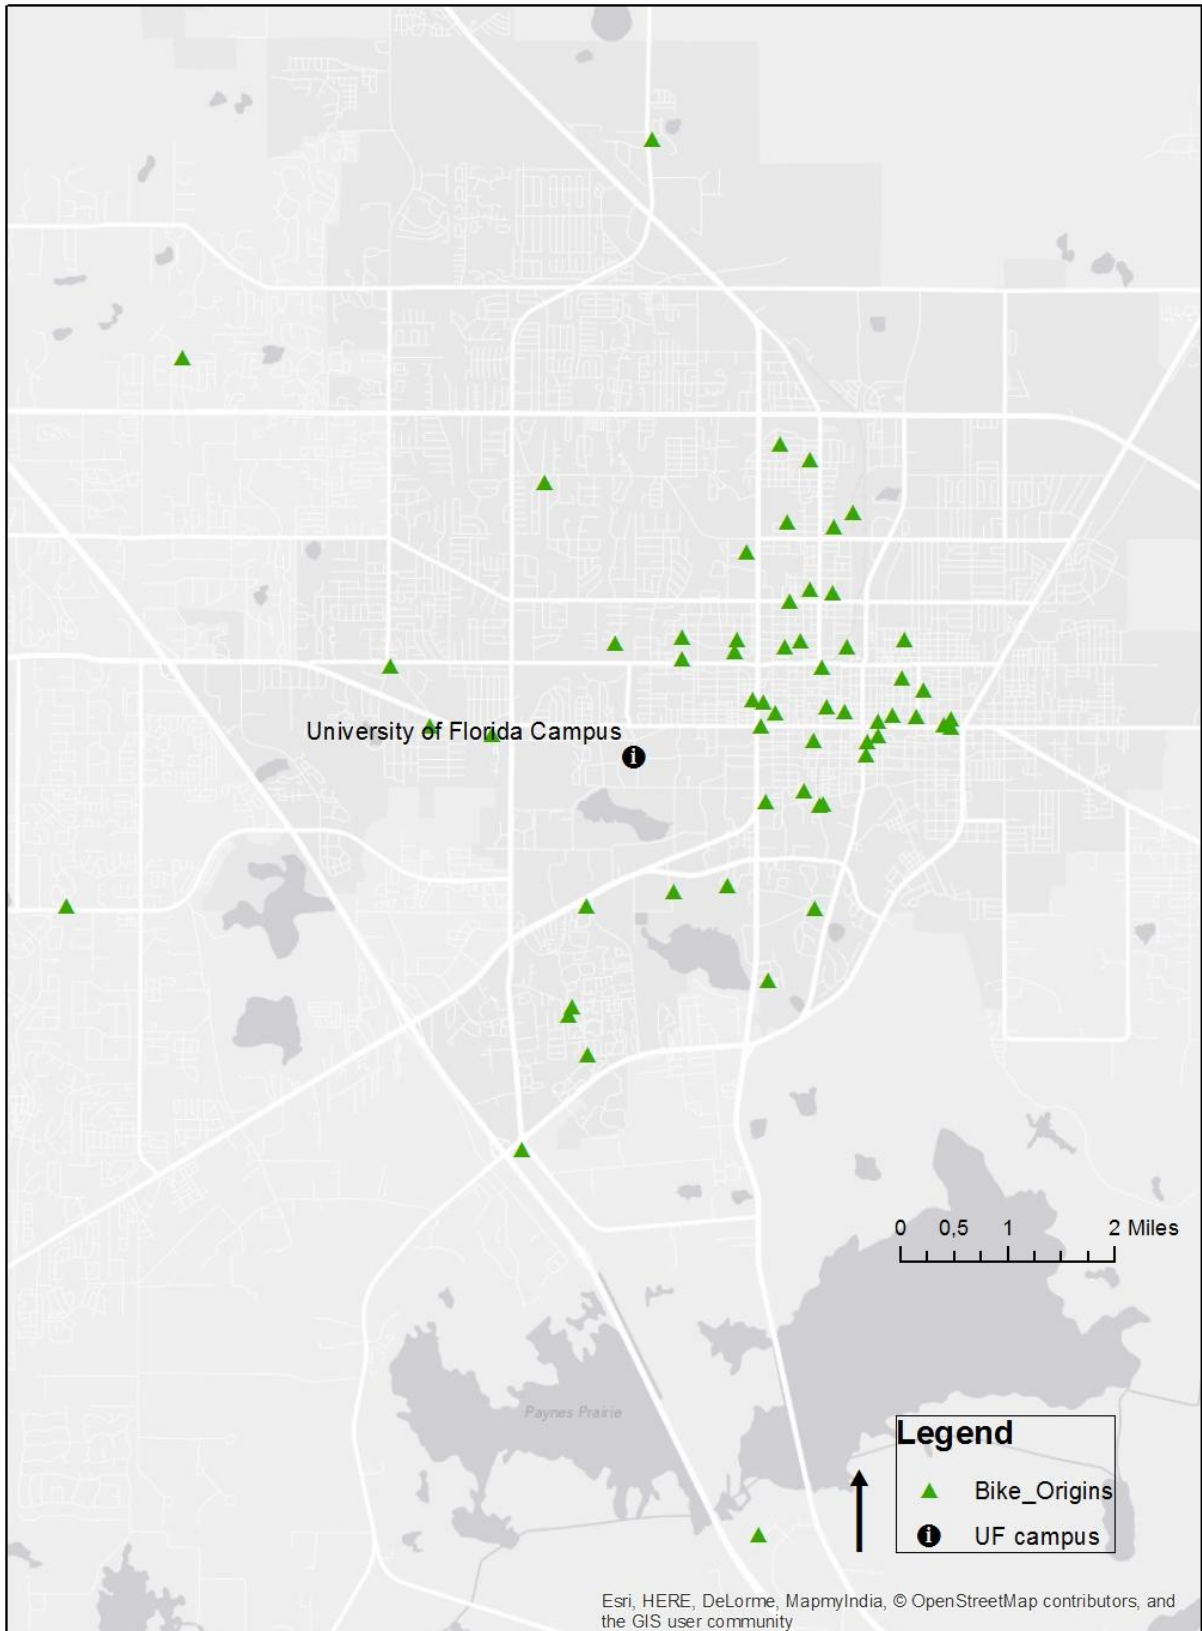 University of Florida Campus
0 0,5 1 2 Miles
Paynes Prairie
Legend
Bike_Origins
UF campus
Esri, HERE, DeLorme, MapmyIndia, © OpenStreetMap contributors, and
the GIS user community